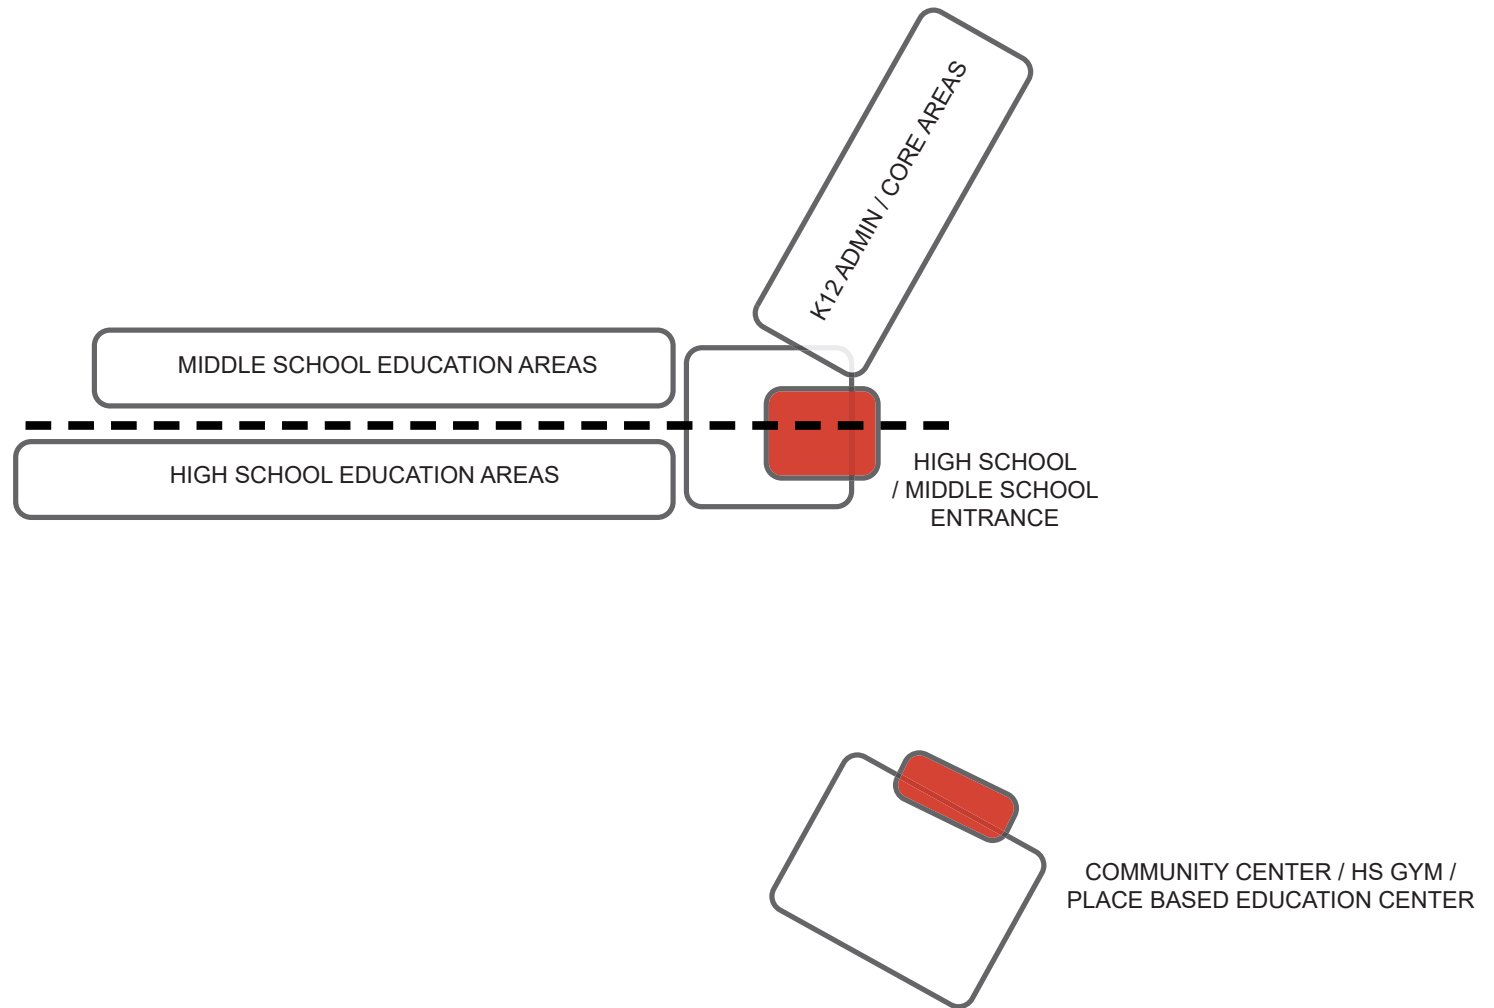 K12 ADMIN / CORE AREAS
MIDDLE SCHOOL EDUCATION AREAS
HIGH SCHOOL EDUCATION AREAS
HIGH SCHOOL
/ MIDDLE SCHOOL
ENTRANCE
COMMUNITY CENTER / HS GYM /
PLACE BASED EDUCATION CENTER